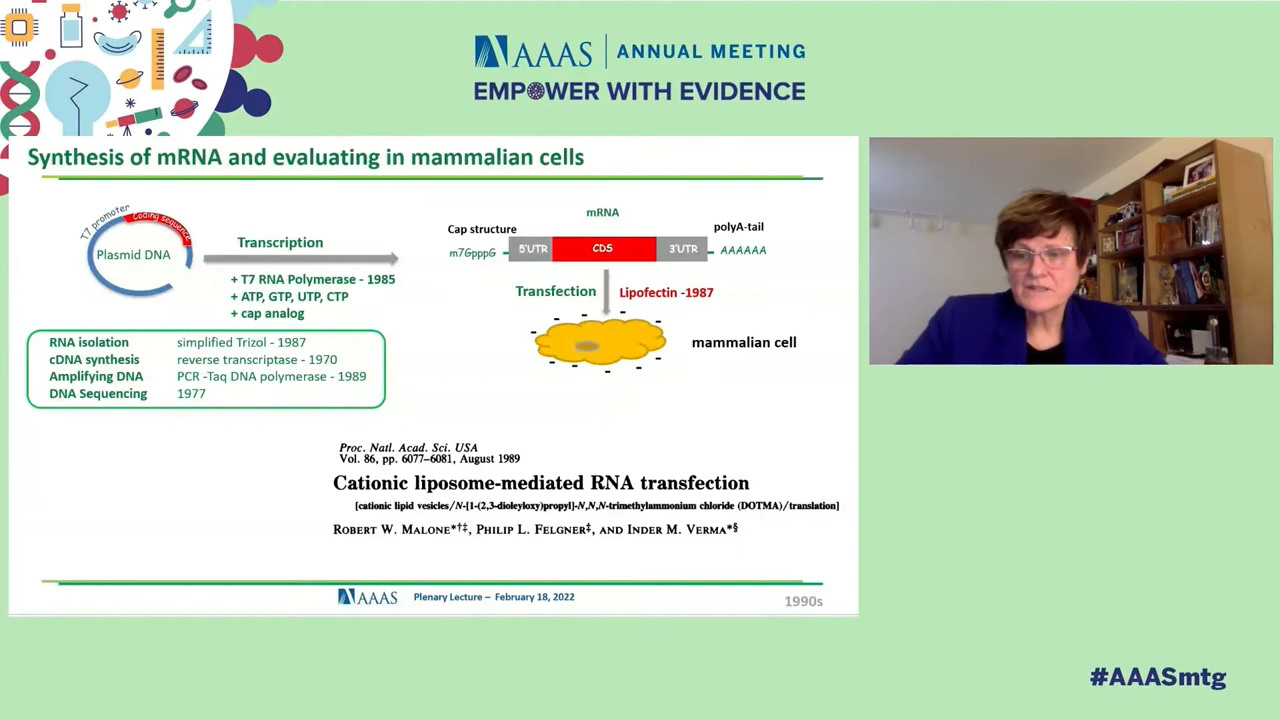 AAAS | ANNUAL MEETING
EMPOWER WITH EVIDENCE
Synthesis of mRNA and evaluating in mammalian cells
T7 promoter
Coding sequence
Plasmid DNA
Transcription
+ T7 RNA Polymerase - 1985
+ ATP, GTP, UTP, CTP
+ cap analog
mRNA
Cap structure
polyA-tail
m7GpppG
5'UTR
CDS
3'UTR
AAAAAA
Transfection
Lipofectin -1987
mammalian cell
RNA isolation simplified Trizol - 1987
cDNA synthesis reverse transcriptase - 1970
Amplifying DNA PCR -Taq DNA polymerase - 1989
DNA Sequencing 1977
Proc. Natl. Acad. Sci. USA
Vol. 86, pp. 6077–6081, August 1989
Cationic liposome-mediated RNA transfection
[cationic lipid vesicles/N-[1-(2,3-dioleyloxy)propyl]-N,N,N-trimethylammonium chloride (DOTMA)/translation]
ROBERT W. MALONE*†‡, PHILIP L. FELGNER‡, AND INDER M. VERMA*§
AAAS Plenary Lecture – February 18, 2022
1990s
#AAASmtg